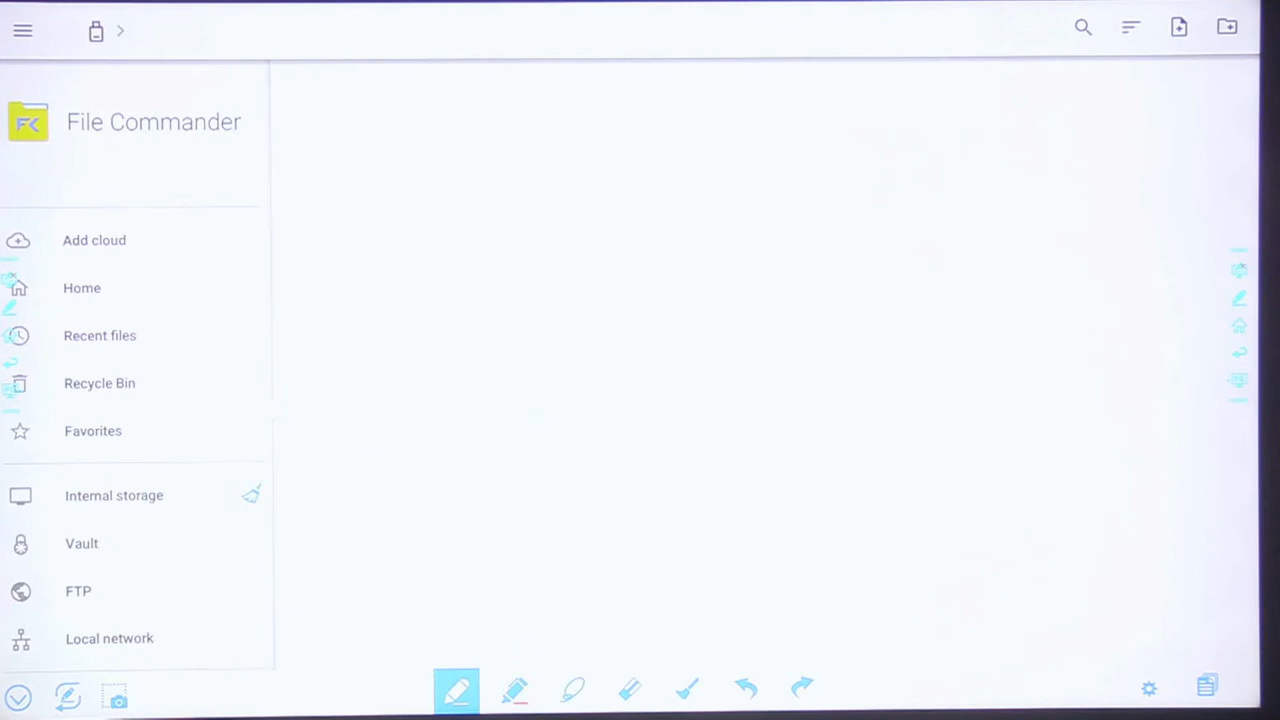 File Commander
Add cloud
Home
Recent files
Recycle Bin
Favorites
Internal storage
Vault
FTP
Local network